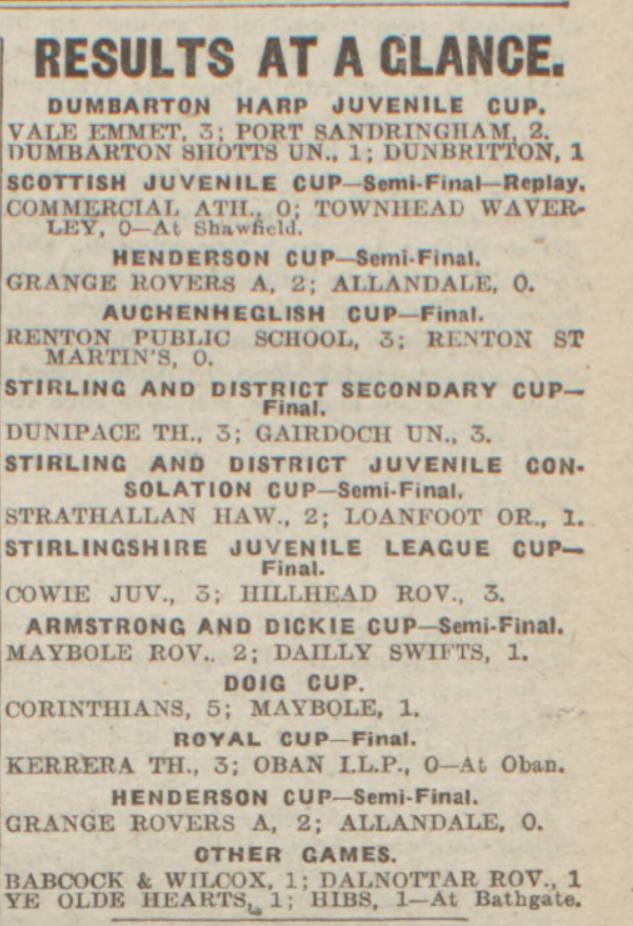 RESULTS AT A GLANCE.
DUMBARTON HARP JUVENILE CUP.
VALE EMMET, 3; PORT SANDRINGHAM, 2.
DUMBARTON SHOTTS UN., 1; DUNBRITTON, 1
SCOTTISH JUVENILE CUP—Semi-Final—Replay.
COMMERCIAL ATH., 0; TOWNHEAD WAVER-
LEY, 0—At Shawfield.
HENDERSON CUP—Semi-Final.
GRANGE ROVERS A, 2; ALLANDALE, 0.
AUCHENHEGLISH CUP—Final.
RENTON PUBLIC SCHOOL, 3; RENTON ST
MARTIN'S, 0.
STIRLING AND DISTRICT SECONDARY CUP—
Final.
DUNIPACE TH., 3; GAIRDOCH UN., 3.
STIRLING AND DISTRICT JUVENILE CON-
SOLATION CUP—Semi-Final.
STRATHALLAN HAW., 2; LOANFOOT OR., 1.
STIRLINGSHIRE JUVENILE LEAGUE CUP—
Final.
COWIE JUV., 3; HILLHEAD ROV., 3.
ARMSTRONG AND DICKIE CUP—Semi-Final.
MAYBOLE ROV.. 2; DAILLY SWIFTS, 1.
DOIG CUP.
CORINTHIANS, 5; MAYBOLE, 1.
ROYAL CUP—Final.
KERRERA TH., 3; OBAN I.L.P., 0—At Oban.
HENDERSON CUP—Semi-Final.
GRANGE ROVERS A, 2; ALLANDALE, 0.
OTHER GAMES.
BABCOCK & WILCOX, 1; DALNOTTAR ROV., 1
YE OLDE HEARTS, 1; HIBS, 1—At Bathgate.